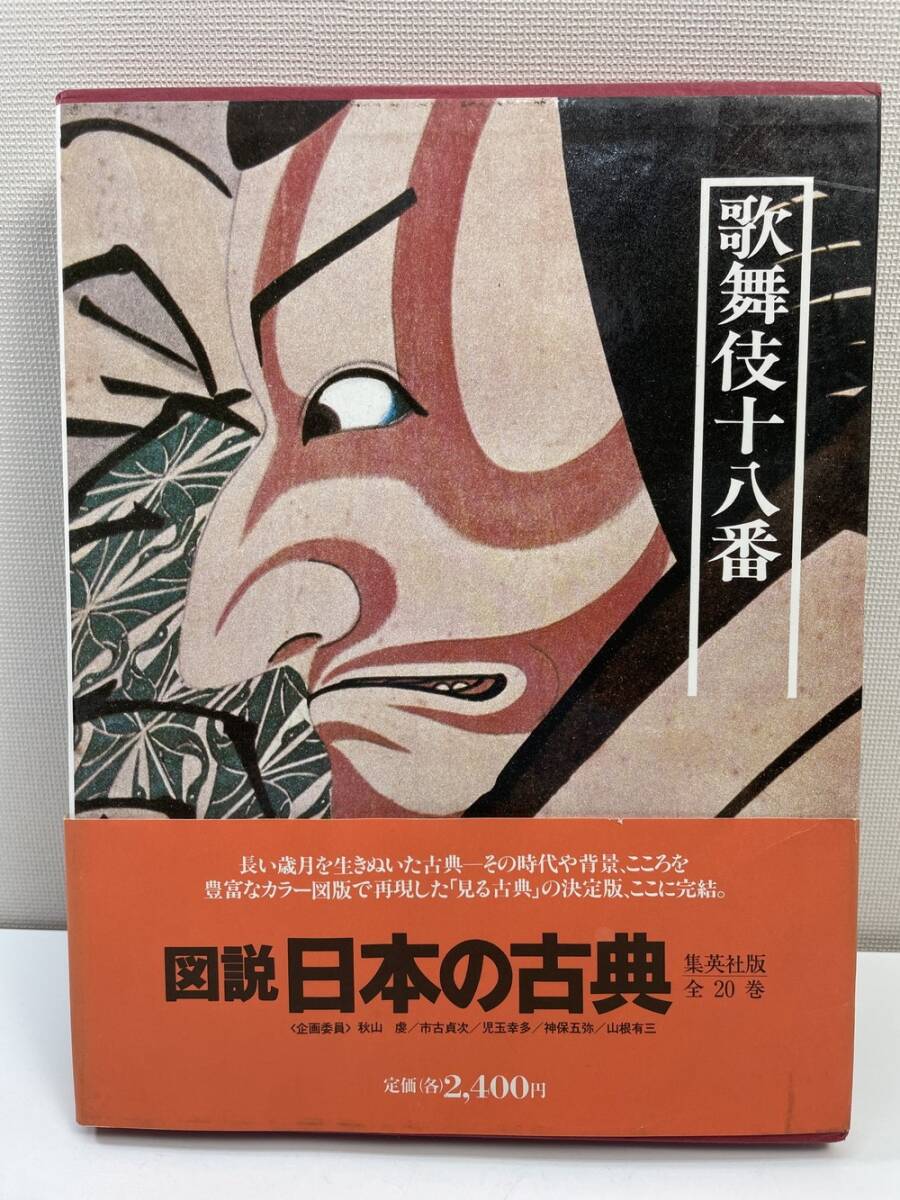 歌舞伎十八番
長い歳月を生きぬいた古典―その時代や背景、こころを
豊富なカラー図版で再現した「見る古典」の決定版、ここに完結。
図説 日本の古典
集英社版
全20巻
〈企画委員〉秋山 虔／市古貞次／児玉幸多／神保五弥／山根有三
定価(各)2,400円